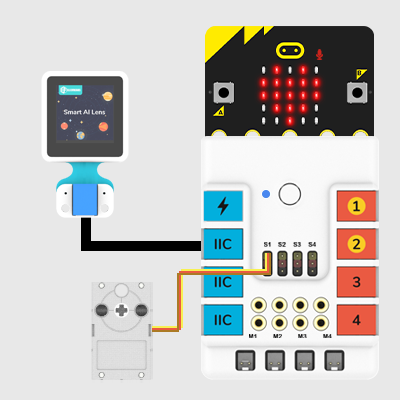 Smart AI Lens
A
B
IIC
IIC
IIC
1
2
3
4
S1 S2 S3 S4
M1 M2 M3 M4